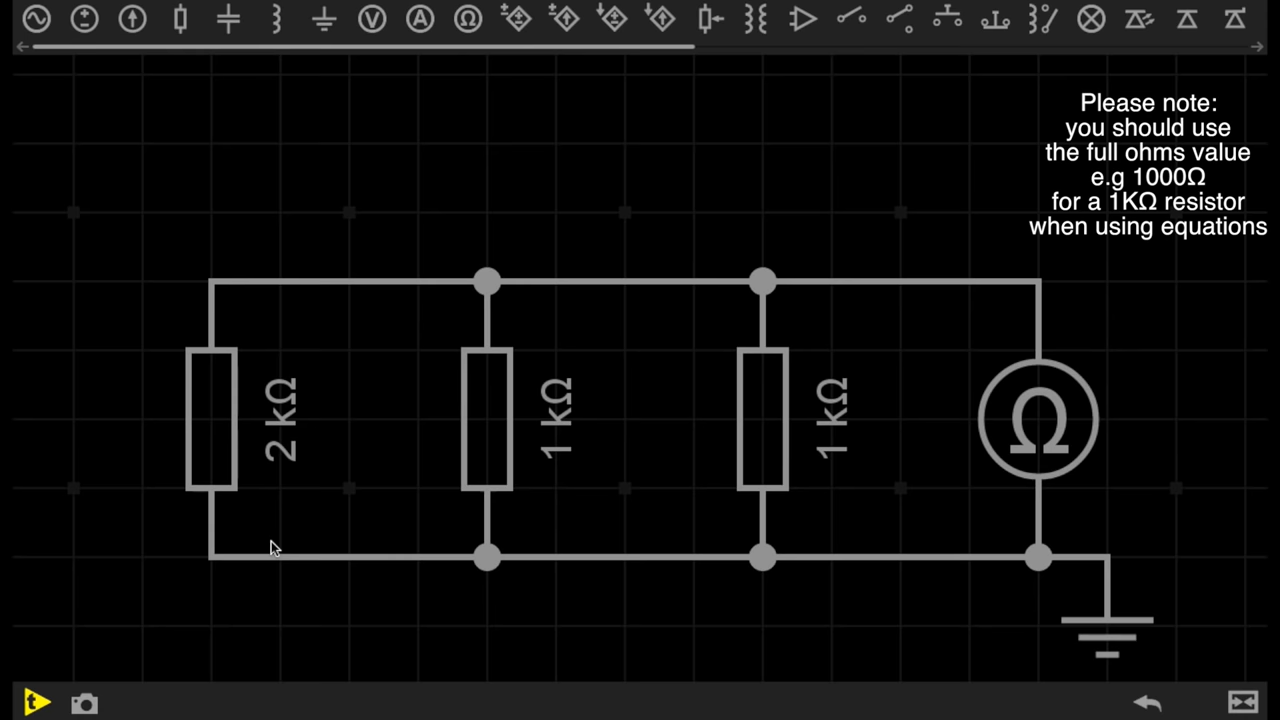 V
A
Ω
Please note:
you should use
the full ohms value
e.g 1000Ω
for a 1KΩ resistor
when using equations
2 kΩ
1 kΩ
1 kΩ
Ω
t